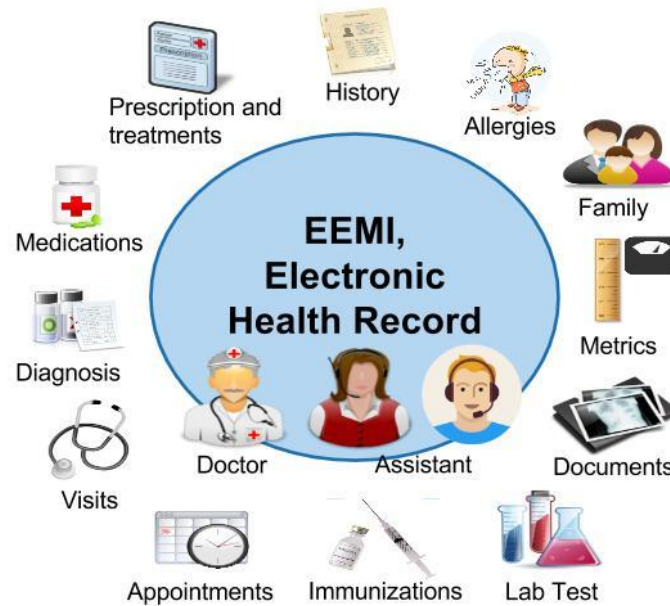 Prescription and
treatments
History
Allergies
Family
Medications
EEMI,
Electronic
Health Record
Metrics
Diagnosis
Doctor
Assistant
Documents
Visits
Appointments
Immunizations
Lab Test